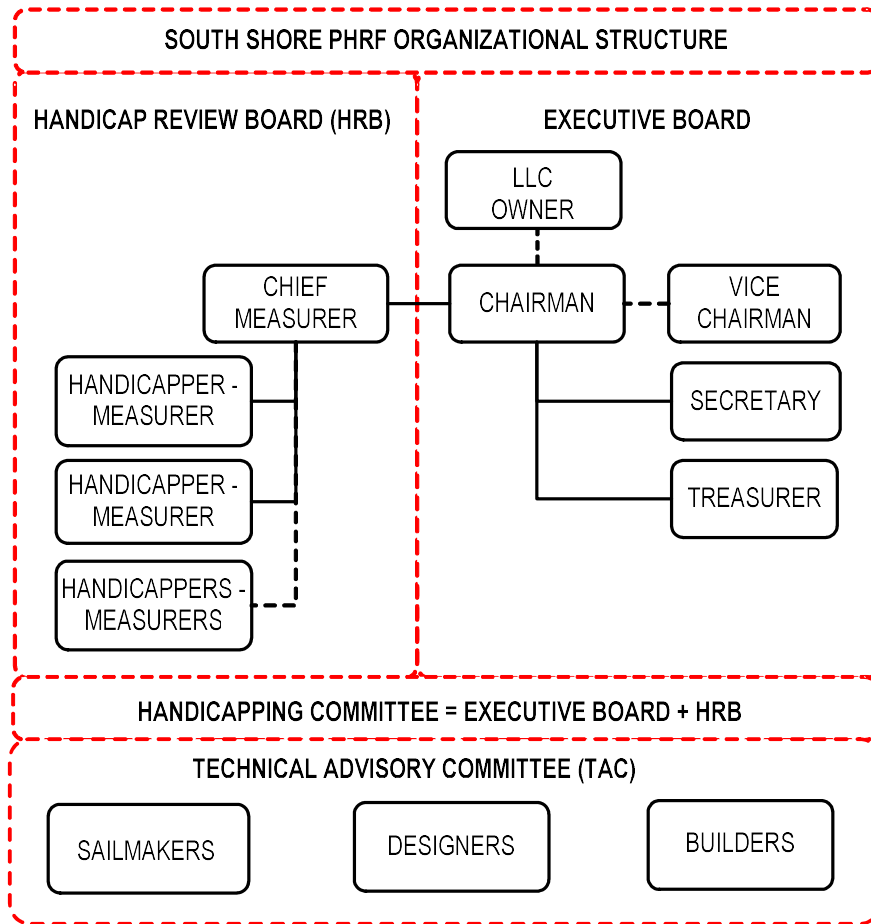 SOUTH SHORE PHRF ORGANIZATIONAL STRUCTURE
HANDICAP REVIEW BOARD (HRB)
EXECUTIVE BOARD
LLC
OWNER
CHIEF
MEASURER
CHAIRMAN
VICE
CHAIRMAN
HANDICAPPER -
MEASURER
SECRETARY
HANDICAPPER -
MEASURER
TREASURER
HANDICAPPERS -
MEASURERS
HANDICAPPING COMMITTEE = EXECUTIVE BOARD + HRB
TECHNICAL ADVISORY COMMITTEE (TAC)
SAILMAKERS
DESIGNERS
BUILDERS